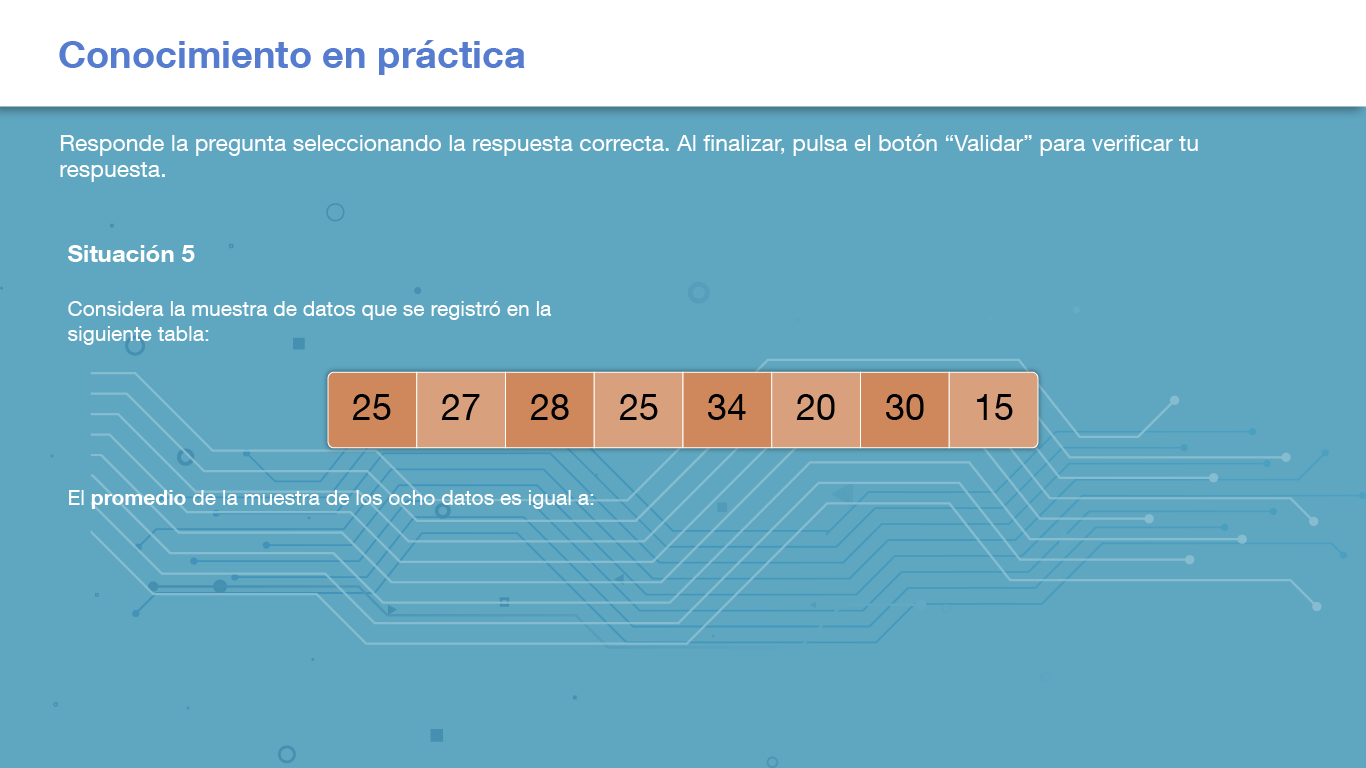 Conocimiento en práctica
Responde la pregunta seleccionando la respuesta correcta. Al finalizar, pulsa el botón “Validar” para verificar tu
respuesta.
Situación 5
Considera la muestra de datos que se registró en la
siguiente tabla:
25 27 28 25 34 20 30 15
El promedio de la muestra de los ocho datos es igual a: